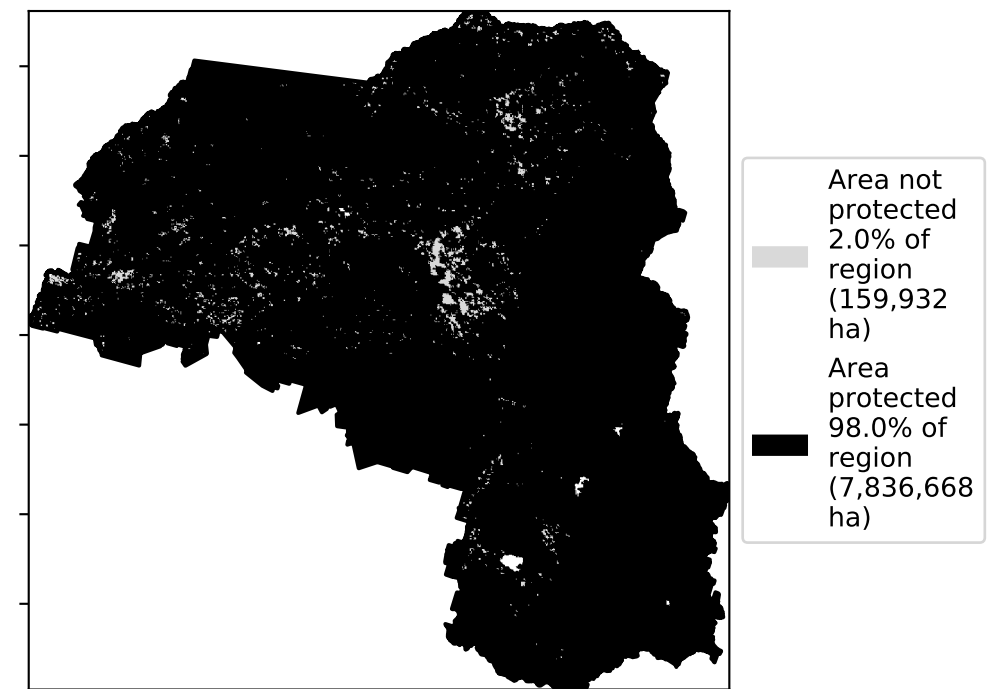 Area not
protected
2.0% of
region
(159,932
ha)
Area
protected
98.0% of
region
(7,836,668
ha)